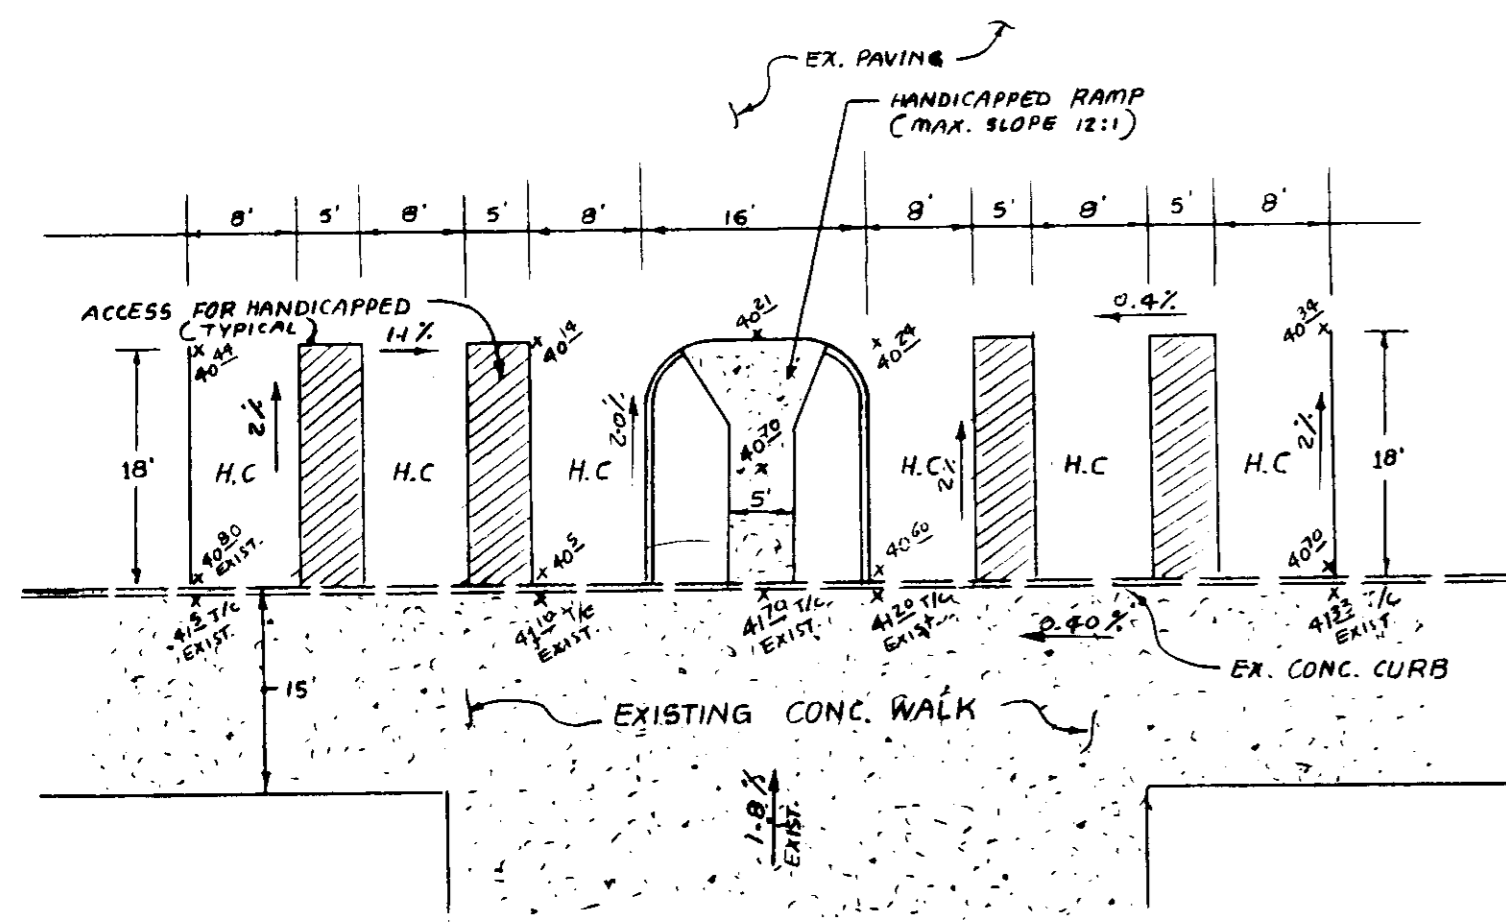 EX. PAVING
HANDICAPPED RAMP
(MAX. SLOPE 12:1)
8' 5' 8' 5' 8' 16' 8' 5' 8' 5' 8'
ACCESS FOR HANDICAPPED
(TYPICAL)
1.1%
0.4%
40 44
40 14
40 21
40 24
40 34
2%
2.0%
2%
2%
18'
H.C
H.C
H.C
40 70
H.C
H.C
H.C
18'
5'
40 80
EXIST.
40 5
40 60
40 70
41 5 T/C
EXIST.
41 10 T/C
EXIST.
41 70 T/C
EXIST.
41 20 T/C
EXIST.
41 33 T/C
EXIST.
0.40%
EX. CONC. CURB
15'
EXISTING CONC. WALK
1.8%
EXIST.